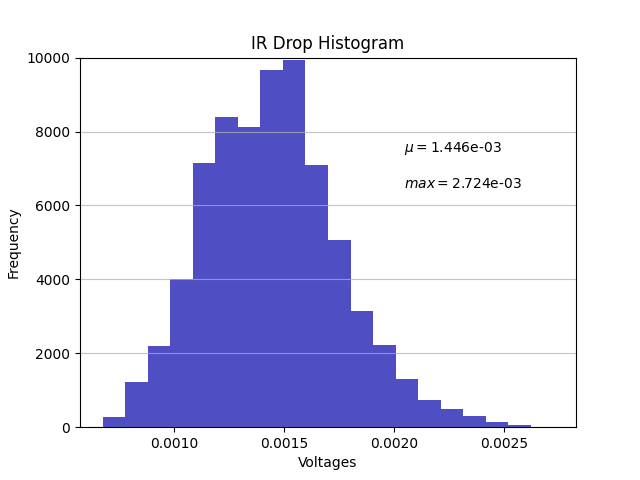 IR Drop Histogram
10000
8000
6000
4000
2000
0
Frequency
μ = 1.446e-03
max = 2.724e-03
0.0010 0.0015 0.0020 0.0025
Voltages